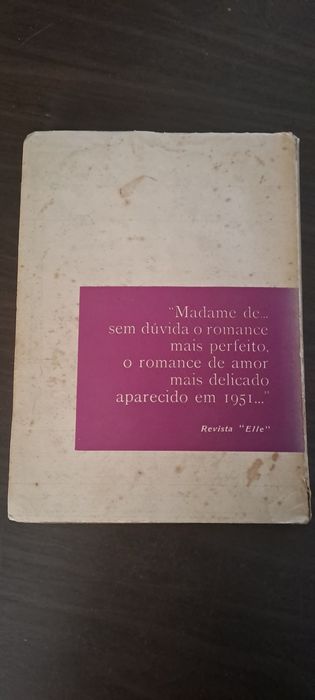 "Madame de...
sem dúvida o romance
mais perfeito,
o romance de amor
mais delicado
aparecido em 1951..."
Revista "Elle"